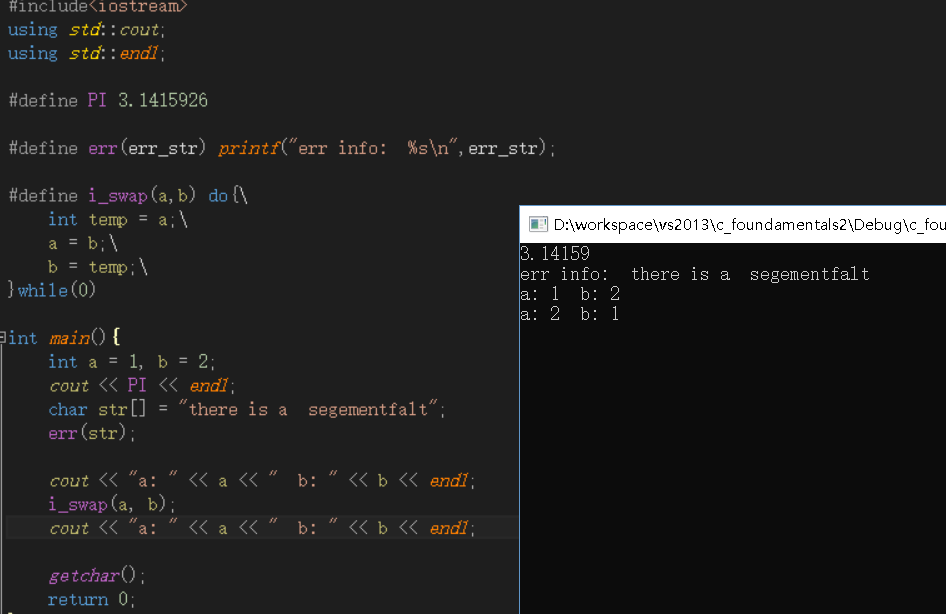 #include<iostream>
using std::cout;
using std::endl;
#define PI 3.1415926
#define err(err_str) printf("err info:  %s\n",err_str);
#define i_swap(a,b) do{\
    int temp = a;\
    a = b;\
    b = temp;\
}while(0)
int main(){
    int a = 1, b = 2;
    cout << PI << endl;
    char str[] = "there is a  segementfalt";
    err(str);
    cout << "a: " << a << "  b: " << b << endl;
    i_swap(a, b);
    cout << "a: " << a << "  b: " << b << endl;
    getchar();
    return 0;
D:\workspace\vs2013\c_foundamentals2\Debug\c_fou
3.14159
err info:  there is a  segementfalt
a: 1  b: 2
a: 2  b: 1